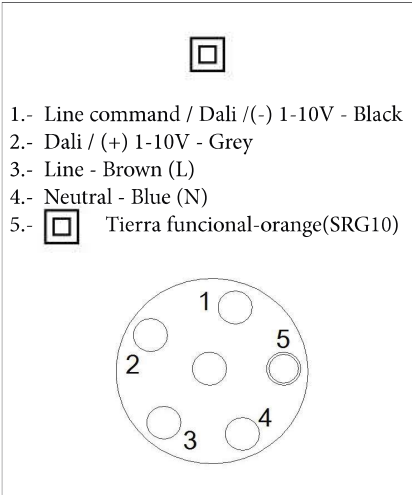 1.- Line command / Dali /(-) 1-10V - Black
2.- Dali / (+) 1-10V - Grey
3.- Line - Brown (L)
4.- Neutral - Blue (N)
5.- Tierra funcional-orange(SRG10)
1
5
2
4
3